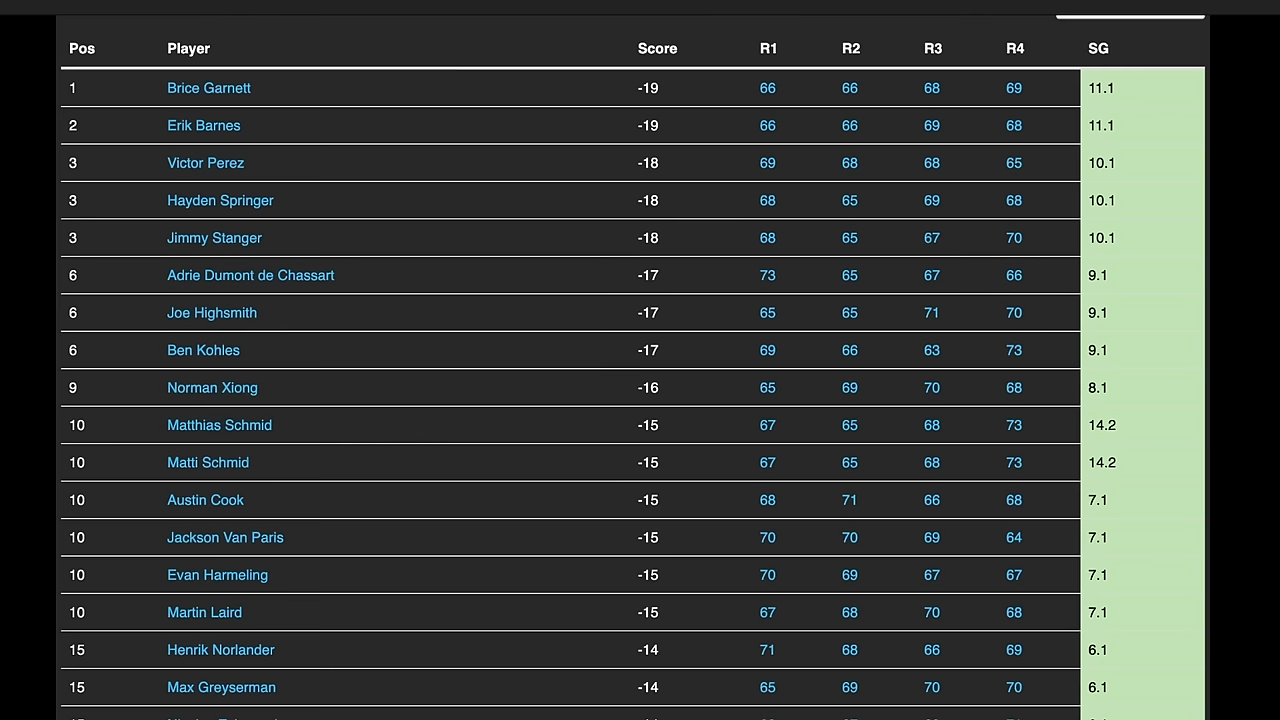 Pos Player Score R1 R2 R3 R4 SG
1 Brice Garnett -19 66 66 68 69 11.1
2 Erik Barnes -19 66 66 69 68 11.1
3 Victor Perez -18 69 68 68 65 10.1
3 Hayden Springer -18 68 65 69 68 10.1
3 Jimmy Stanger -18 68 65 67 70 10.1
6 Adrie Dumont de Chassart -17 73 65 67 66 9.1
6 Joe Highsmith -17 65 65 71 70 9.1
6 Ben Kohles -17 69 66 63 73 9.1
9 Norman Xiong -16 65 69 70 68 8.1
10 Matthias Schmid -15 67 65 68 73 14.2
10 Matti Schmid -15 67 65 68 73 14.2
10 Austin Cook -15 68 71 66 68 7.1
10 Jackson Van Paris -15 70 70 69 64 7.1
10 Evan Harmeling -15 70 69 67 67 7.1
10 Martin Laird -15 67 68 70 68 7.1
15 Henrik Norlander -14 71 68 66 69 6.1
15 Max Greyserman -14 65 69 70 70 6.1